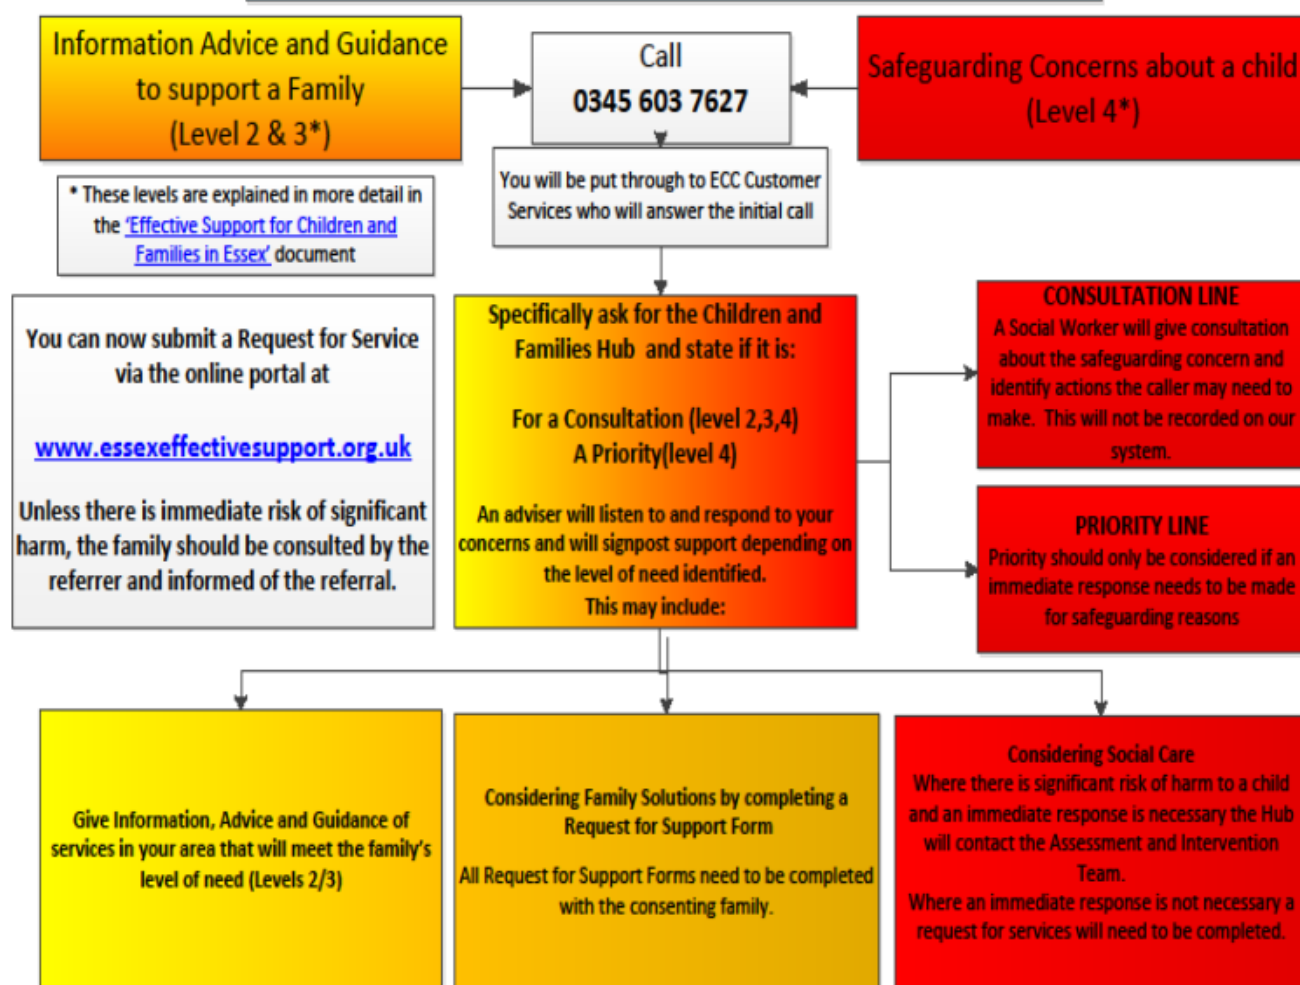 Information Advice and Guidance
to support a Family
(Level 2 & 3*)
Call
0345 603 7627
Safeguarding Concerns about a child
(Level 4*)
* These levels are explained in more detail in
the 'Effective Support for Children and
Families in Essex' document
You will be put through to ECC Customer
Services who will answer the initial call
You can now submit a Request for Service
via the online portal at
www.essexeffectivesupport.org.uk
Unless there is immediate risk of significant
harm, the family should be consulted by the
referrer and informed of the referral.
Specifically ask for the Children and
Families Hub and state if it is:
For a Consultation (level 2,3,4)
A Priority(level 4)
An adviser will listen to and respond to your
concerns and will signpost support depending on
the level of need identified.
This may include:
CONSULTATION LINE
A Social Worker will give consultation
about the safeguarding concern and
identify actions the caller may need to
make. This will not be recorded on our
system.
PRIORITY LINE
Priority should only be considered if an
immediate response needs to be made
for safeguarding reasons
Give Information, Advice and Guidance of
services in your area that will meet the family's
level of need (Levels 2/3)
Considering Family Solutions by completing a
Request for Support Form
All Request for Support Forms need to be completed
with the consenting family.
Considering Social Care
Where there is significant risk of harm to a child
and an immediate response is necessary the Hub
will contact the Assessment and Intervention
Team.
Where an immediate response is not necessary a
request for services will need to be completed.